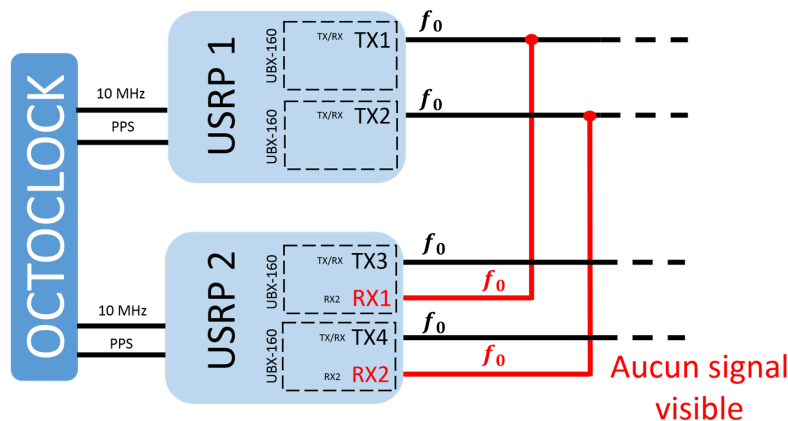 OCTOCLOCK
10 MHz
PPS
USRP 1
UBX-160
TX/RX TX1
f₀
UBX-160
TX/RX TX2
f₀
10 MHz
PPS
USRP 2
UBX-160
TX/RX TX3
f₀
RX2 RX1
f₀
UBX-160
TX/RX TX4
f₀
RX2 RX2
f₀
Aucun signal
visible